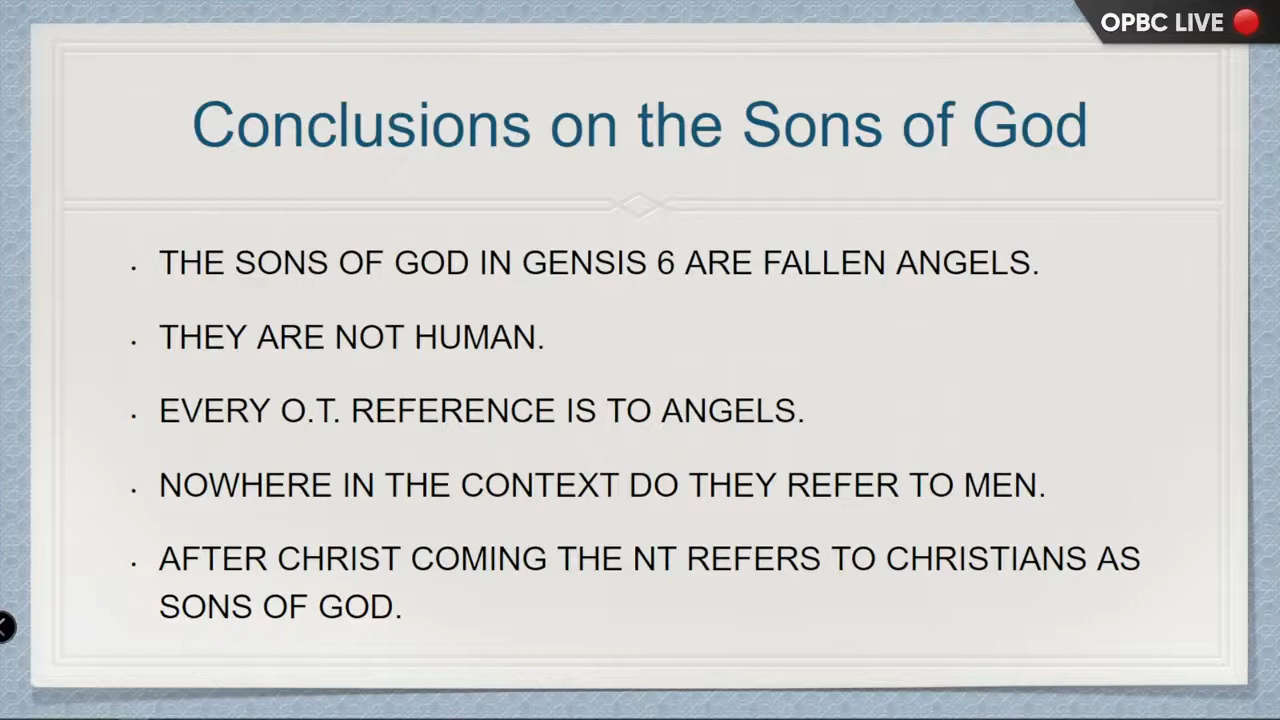 OPBC LIVE
Conclusions on the Sons of God
· THE SONS OF GOD IN GENSIS 6 ARE FALLEN ANGELS.
· THEY ARE NOT HUMAN.
· EVERY O.T. REFERENCE IS TO ANGELS.
· NOWHERE IN THE CONTEXT DO THEY REFER TO MEN.
· AFTER CHRIST COMING THE NT REFERS TO CHRISTIANS AS
SONS OF GOD.